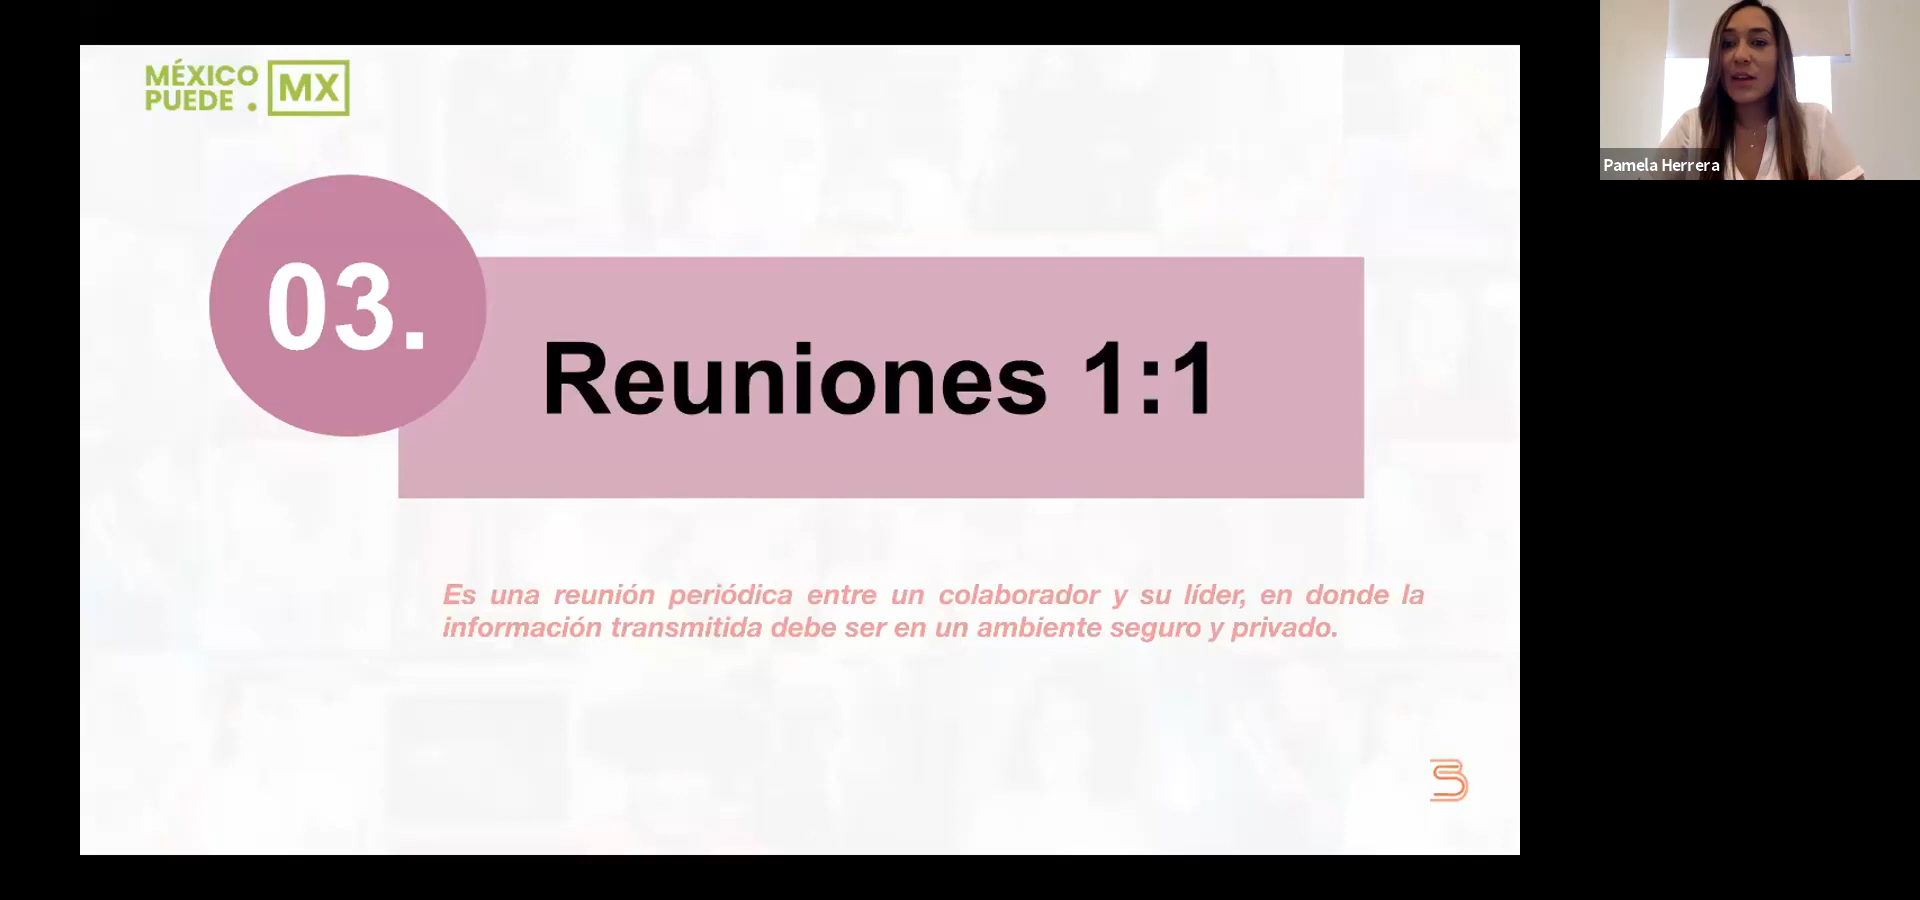 MÉXICO
PUEDE. MX
03.
Reuniones 1:1
Es una reunión periódica entre un colaborador y su líder, en donde la
información transmitida debe ser en un ambiente seguro y privado.
Pamela Herrera